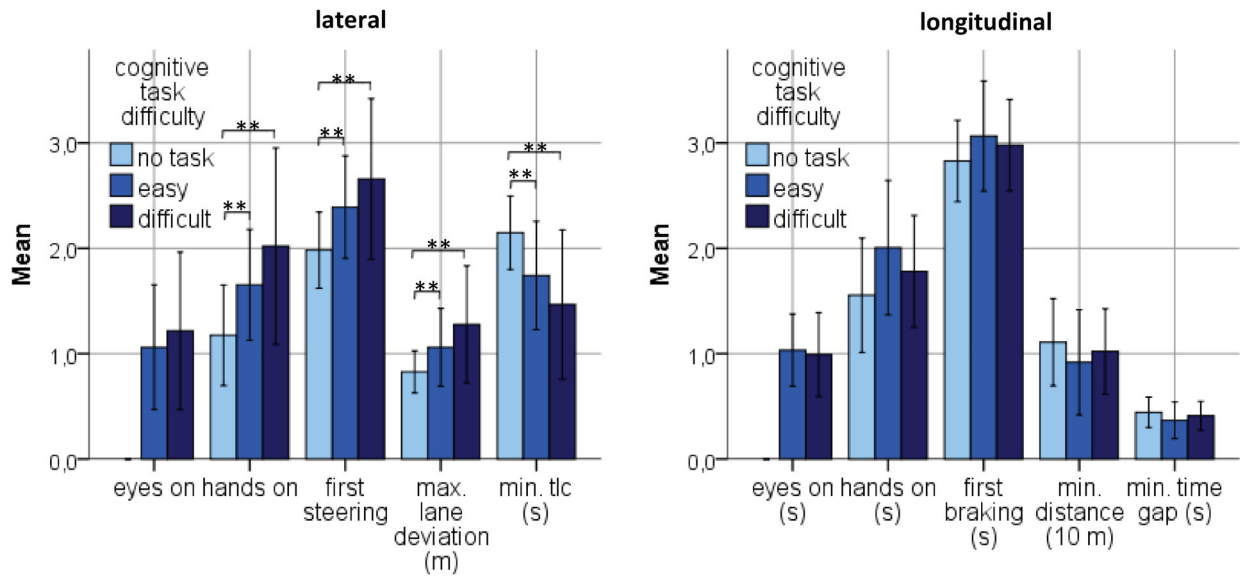 lateral
cognitive
task
difficulty
no task
easy
difficult
Mean
3,0
2,0
1,0
0,0
**
**
**
**
**
**
**
**
eyes on
hands on
first
steering
max.
lane
deviation
(m)
min. tlc
(s)
longitudinal
cognitive
task
difficulty
no task
easy
difficult
Mean
3,0
2,0
1,0
0,0
eyes on
(s)
hands on
(s)
first
braking
(s)
min.
distance
(10 m)
min. time
gap (s)